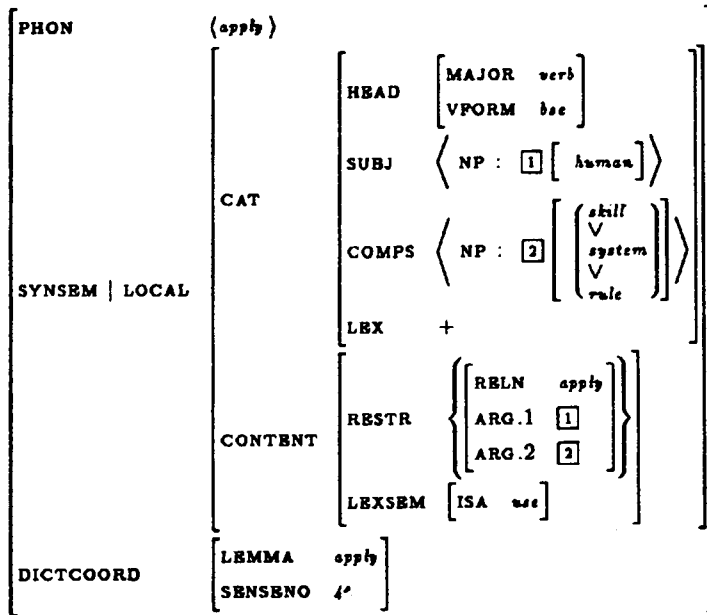 PHON ⟨apply⟩
HEAD [MAJOR verb
VFORM bse]
SUBJ ⟨ NP : [1] [ human ] ⟩
CAT
COMPS ⟨ NP : [2] [ { skill
∨
system
∨
rule } ] ⟩
SYNSEM | LOCAL
LEX +
RESTR { [ RELN apply
ARG.1 [1]
ARG.2 [2] ] }
CONTENT
LEXSEM [ISA use]
DICTCOORD [LEMMA apply
SENSENO]